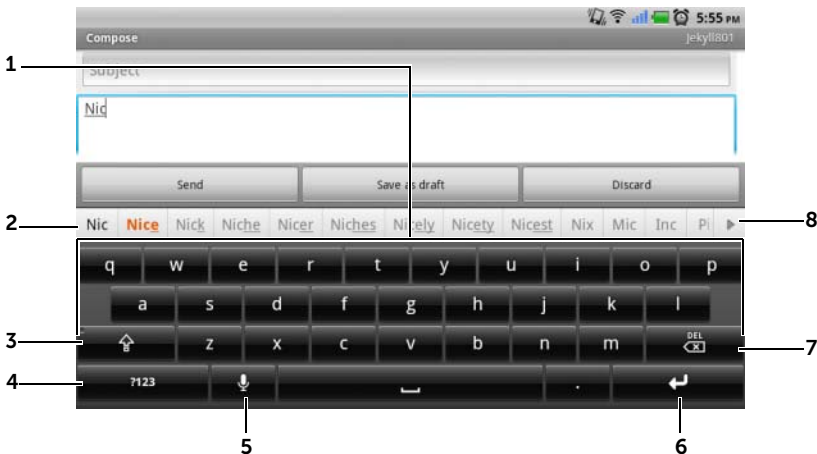 5:55 PM
Compose
Jekyll801
1
Subject
Nic
Send
Save as draft
Discard
2
Nic Nice Nick Niche Nicer Niches Nicely Nicety Nicest Nix Mic Inc Pi
8
q w e r t y u i o p
a s d f g h j k l
3
z x c v b n m DEL
7
4
?123
.
5
6